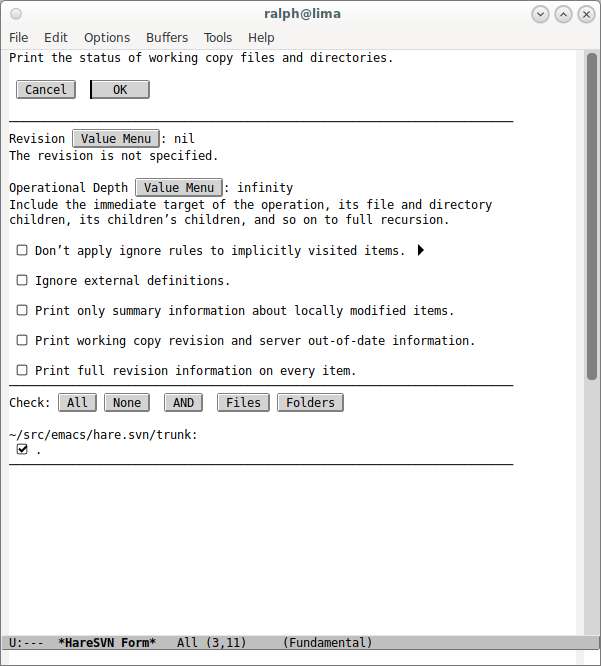 ralph@lima
File Edit Options Buffers Tools Help
Print the status of working copy files and directories.
Cancel OK
Revision Value Menu: nil
The revision is not specified.
Operational Depth Value Menu: infinity
Include the immediate target of the operation, its file and directory
children, its children’s children, and so on to full recursion.
Don’t apply ignore rules to implicitly visited items.
Ignore external definitions.
Print only summary information about locally modified items.
Print working copy revision and server out-of-date information.
Print full revision information on every item.
Check: All None AND Files Folders
~/src/emacs/hare.svn/trunk:
.
U:--- *HareSVN Form* All (3,11) (Fundamental)